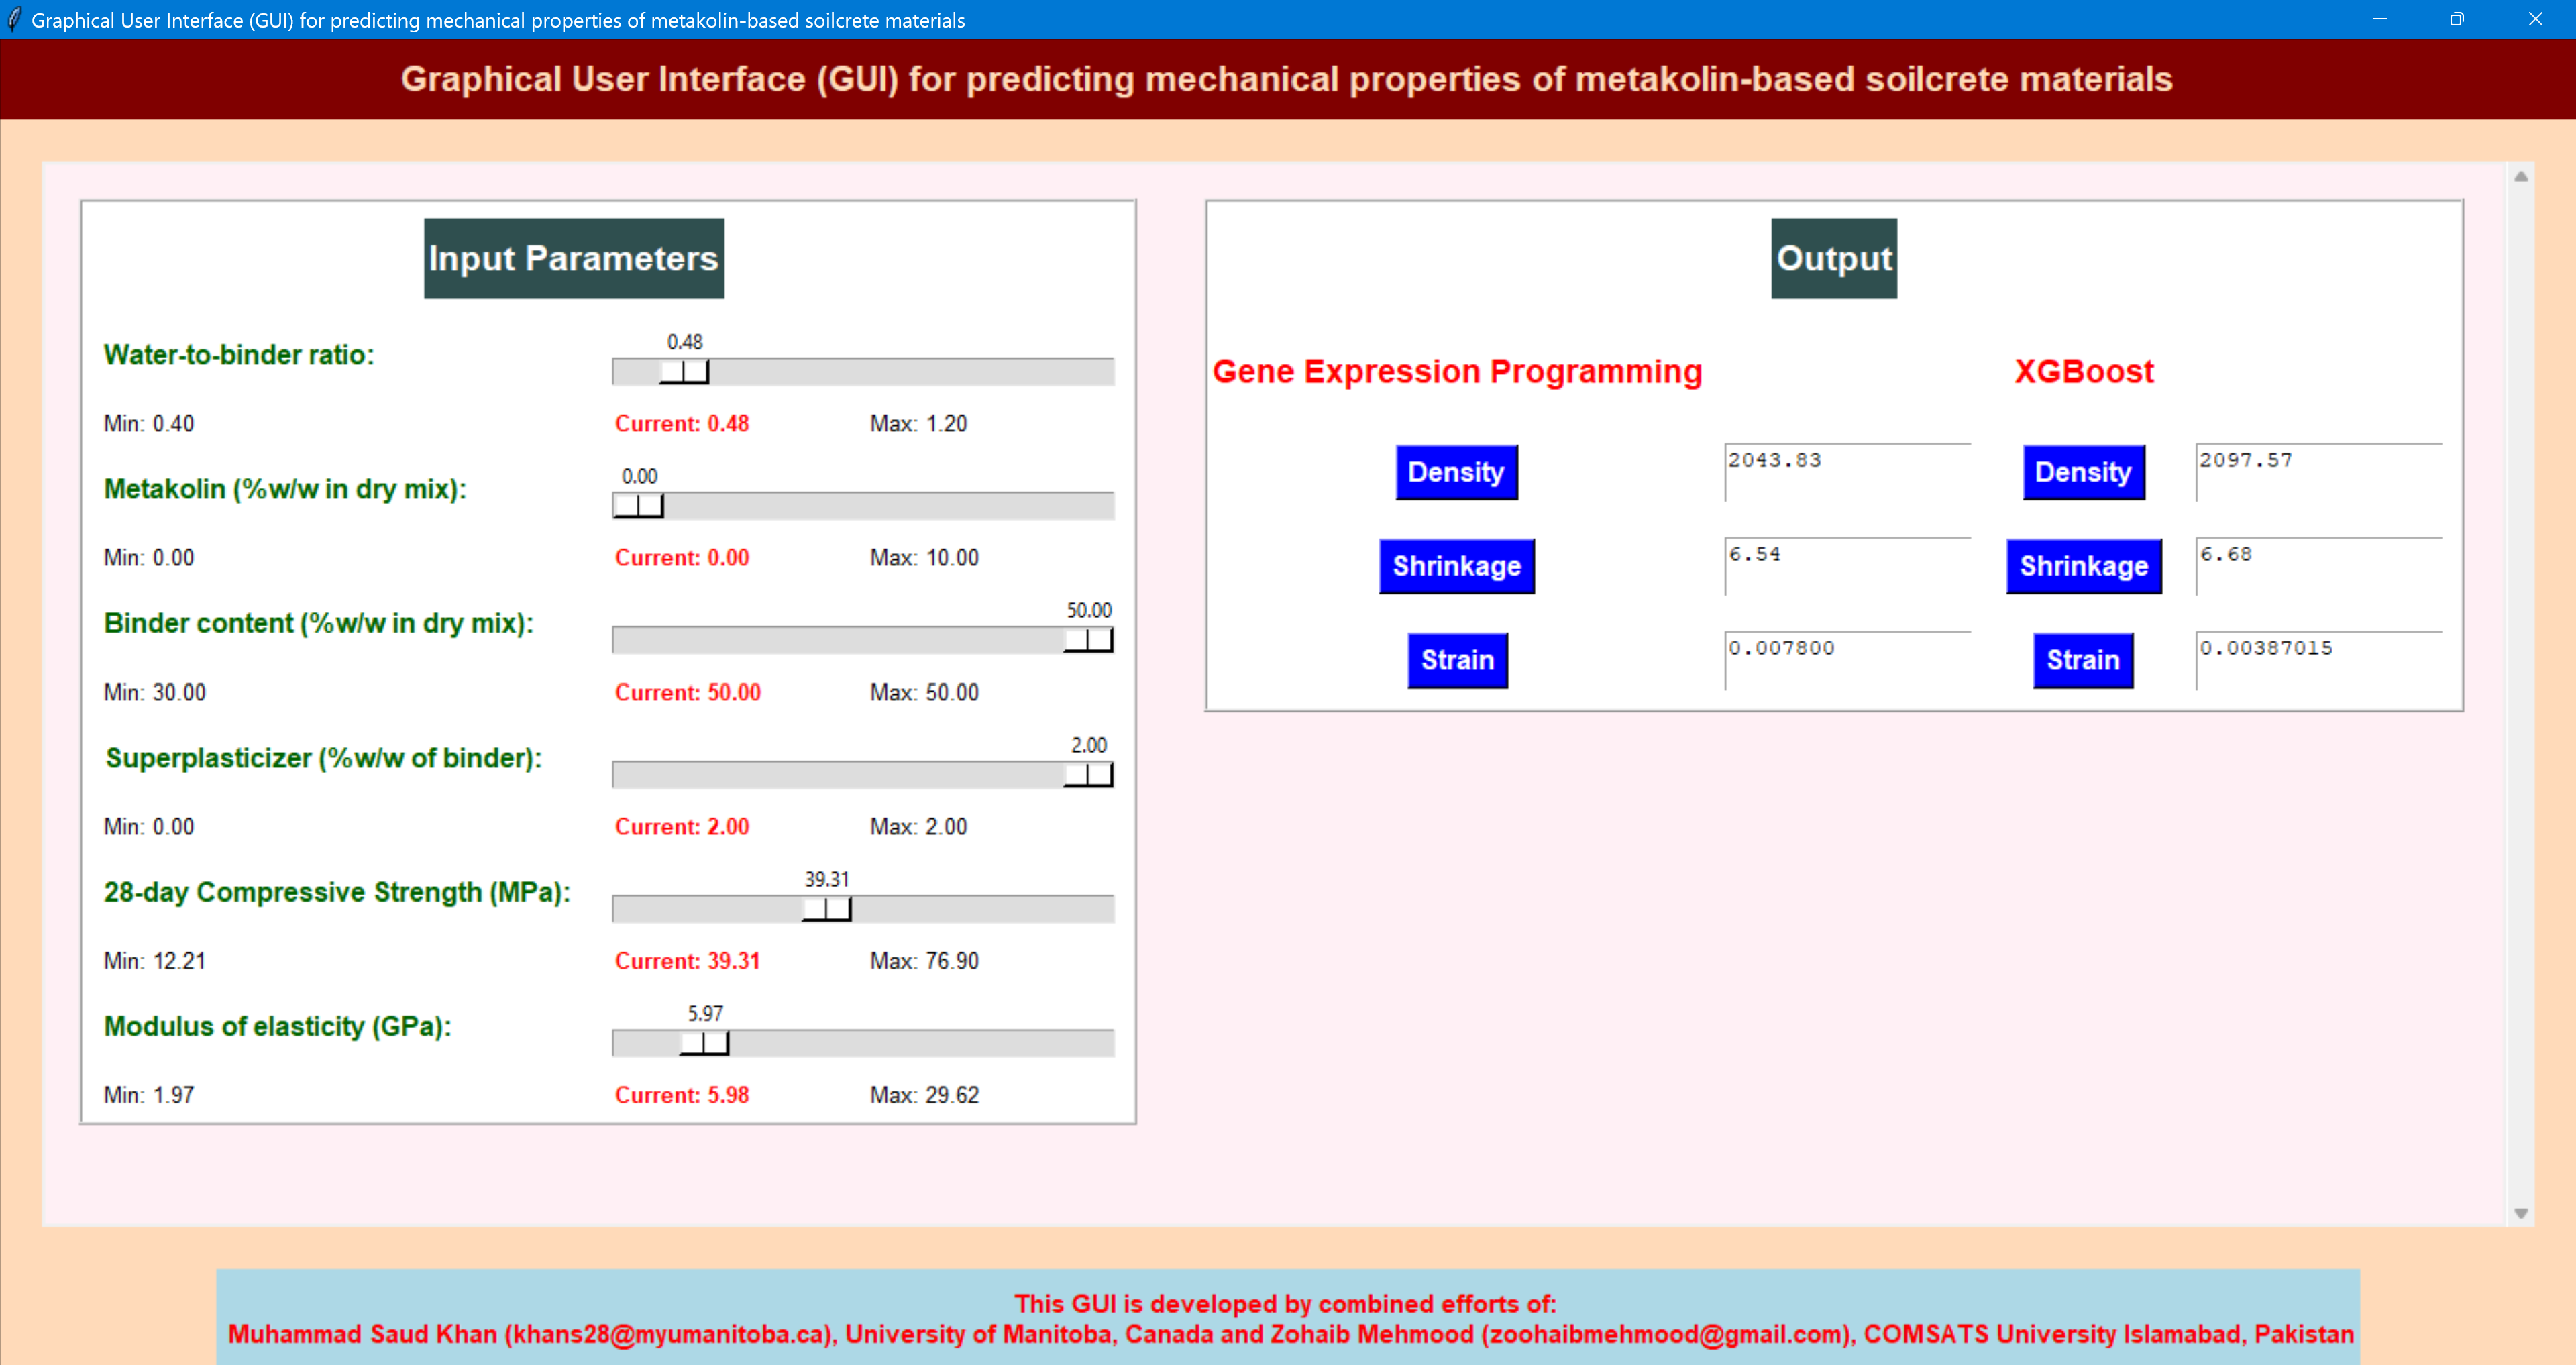 Graphical User Interface (GUI) for predicting mechanical properties of metakolin-based soilcrete materials
Graphical User Interface (GUI) for predicting mechanical properties of metakolin-based soilcrete materials
Input Parameters
Water-to-binder ratio:
0.48
Min: 0.40
Current: 0.48
Max: 1.20
Metakolin (%w/w in dry mix):
0.00
Min: 0.00
Current: 0.00
Max: 10.00
Binder content (%w/w in dry mix):
50.00
Min: 30.00
Current: 50.00
Max: 50.00
Superplasticizer (%w/w of binder):
2.00
Min: 0.00
Current: 2.00
Max: 2.00
28-day Compressive Strength (MPa):
39.31
Min: 12.21
Current: 39.31
Max: 76.90
Modulus of elasticity (GPa):
5.97
Min: 1.97
Current: 5.98
Max: 29.62
Output
Gene Expression Programming
XGBoost
Density
2043.83
Density
2097.57
Shrinkage
6.54
Shrinkage
6.68
Strain
0.007800
Strain
0.00387015
This GUI is developed by combined efforts of:
Muhammad Saud Khan (khans28@myumanitoba.ca), University of Manitoba, Canada and Zohaib Mehmood (zoohaibmehmood@gmail.com), COMSATS University Islamabad, Pakistan